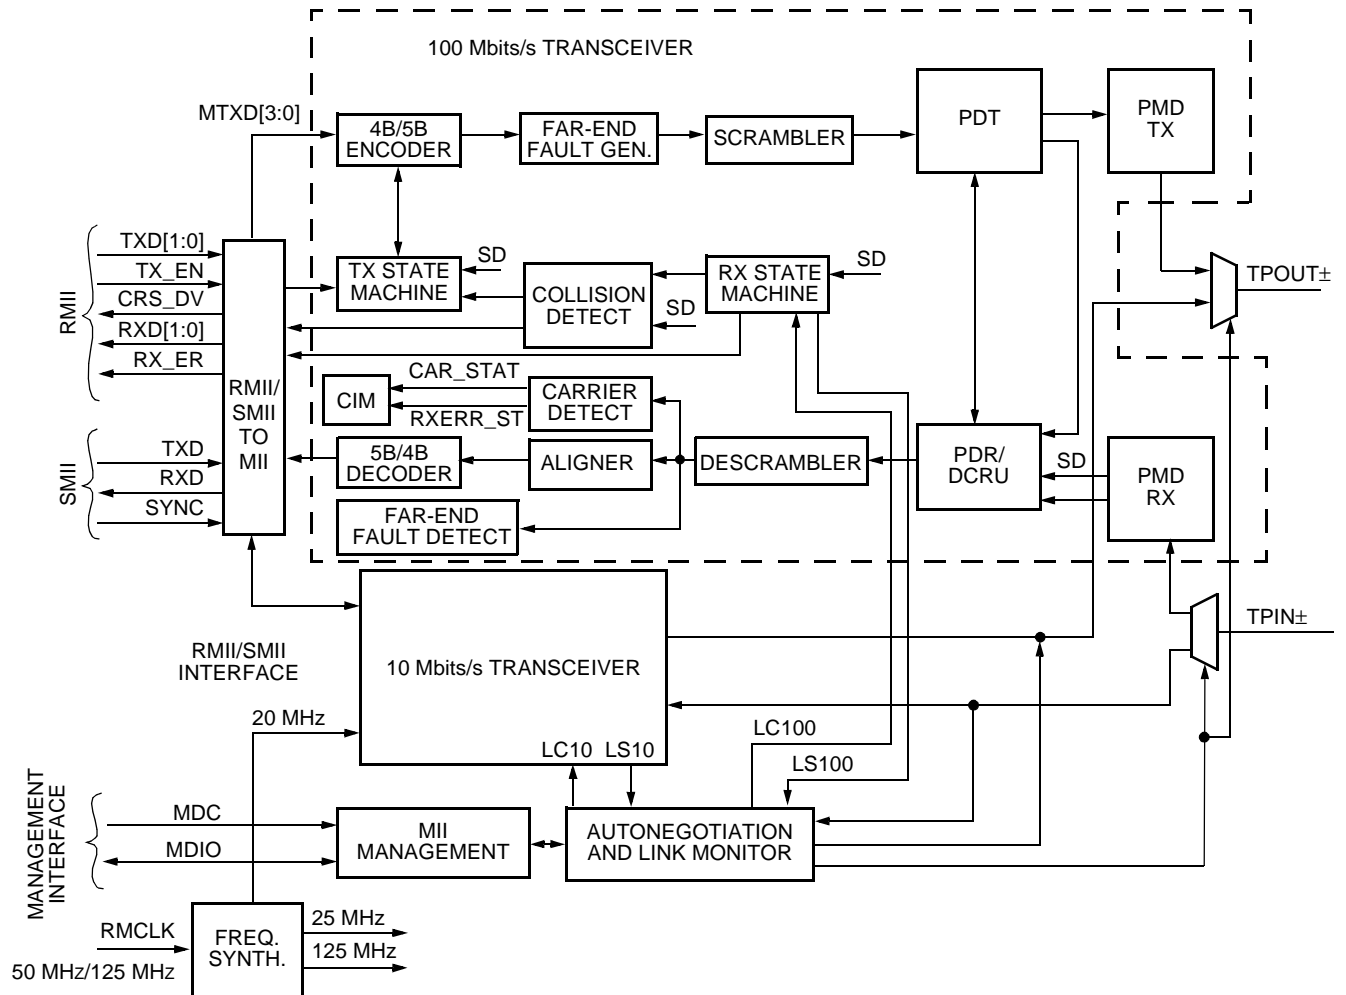 100 Mbits/s TRANSCEIVER
MTXD[3:0]
4B/5B
ENCODER
FAR-END
FAULT GEN.
SCRAMBLER
PDT
PMD
TX
RMII
TXD[1:0]
TX_EN
CRS_DV
RXD[1:0]
RX_ER
SMII
TXD
RXD
SYNC
RMII/
SMII
TO
MII
TX STATE
MACHINE
SD
COLLISION
DETECT
SD
RX STATE
MACHINE
SD
TPOUT±
CIM
CAR_STAT
RXERR_ST
CARRIER
DETECT
5B/4B
DECODER
ALIGNER
DESCRAMBLER
PDR/
DCRU
SD
PMD
RX
FAR-END
FAULT DETECT
TPIN±
RMII/SMII
INTERFACE
10 Mbits/s TRANSCEIVER
20 MHz
LC10 LS10
LC100
LS100
MANAGEMENT
INTERFACE
MDC
MDIO
MII
MANAGEMENT
AUTONEGOTIATION
AND LINK MONITOR
RMCLK
50 MHz/125 MHz
FREQ.
SYNTH.
25 MHz
125 MHz